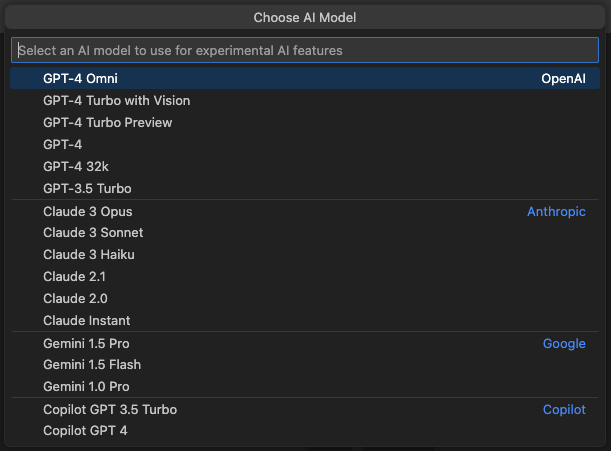 Choose AI Model
Select an AI model to use for experimental AI features
GPT-4 Omni OpenAI
GPT-4 Turbo with Vision
GPT-4 Turbo Preview
GPT-4
GPT-4 32k
GPT-3.5 Turbo
Claude 3 Opus Anthropic
Claude 3 Sonnet
Claude 3 Haiku
Claude 2.1
Claude 2.0
Claude Instant
Gemini 1.5 Pro Google
Gemini 1.5 Flash
Gemini 1.0 Pro
Copilot GPT 3.5 Turbo Copilot
Copilot GPT 4